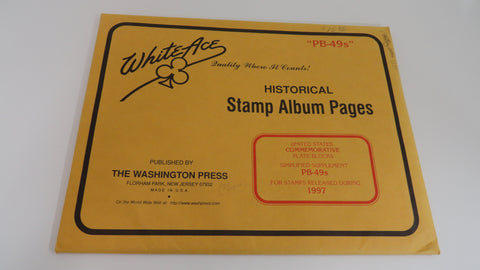 White Ace
Quality Where It Counts!
"PB-49s"
HISTORICAL
Stamp Album Pages
PUBLISHED BY
THE WASHINGTON PRESS
FLORHAM PARK, NEW JERSEY 07932
MADE IN U.S.A.
On the World Wide Web at http://www.washpress.com
UNITED STATES
COMMEMORATIVE
PLATE BLOCKS
SIMPLIFIED SUPPLEMENT
PB-49s
FOR STAMPS RELEASED DURING
1997